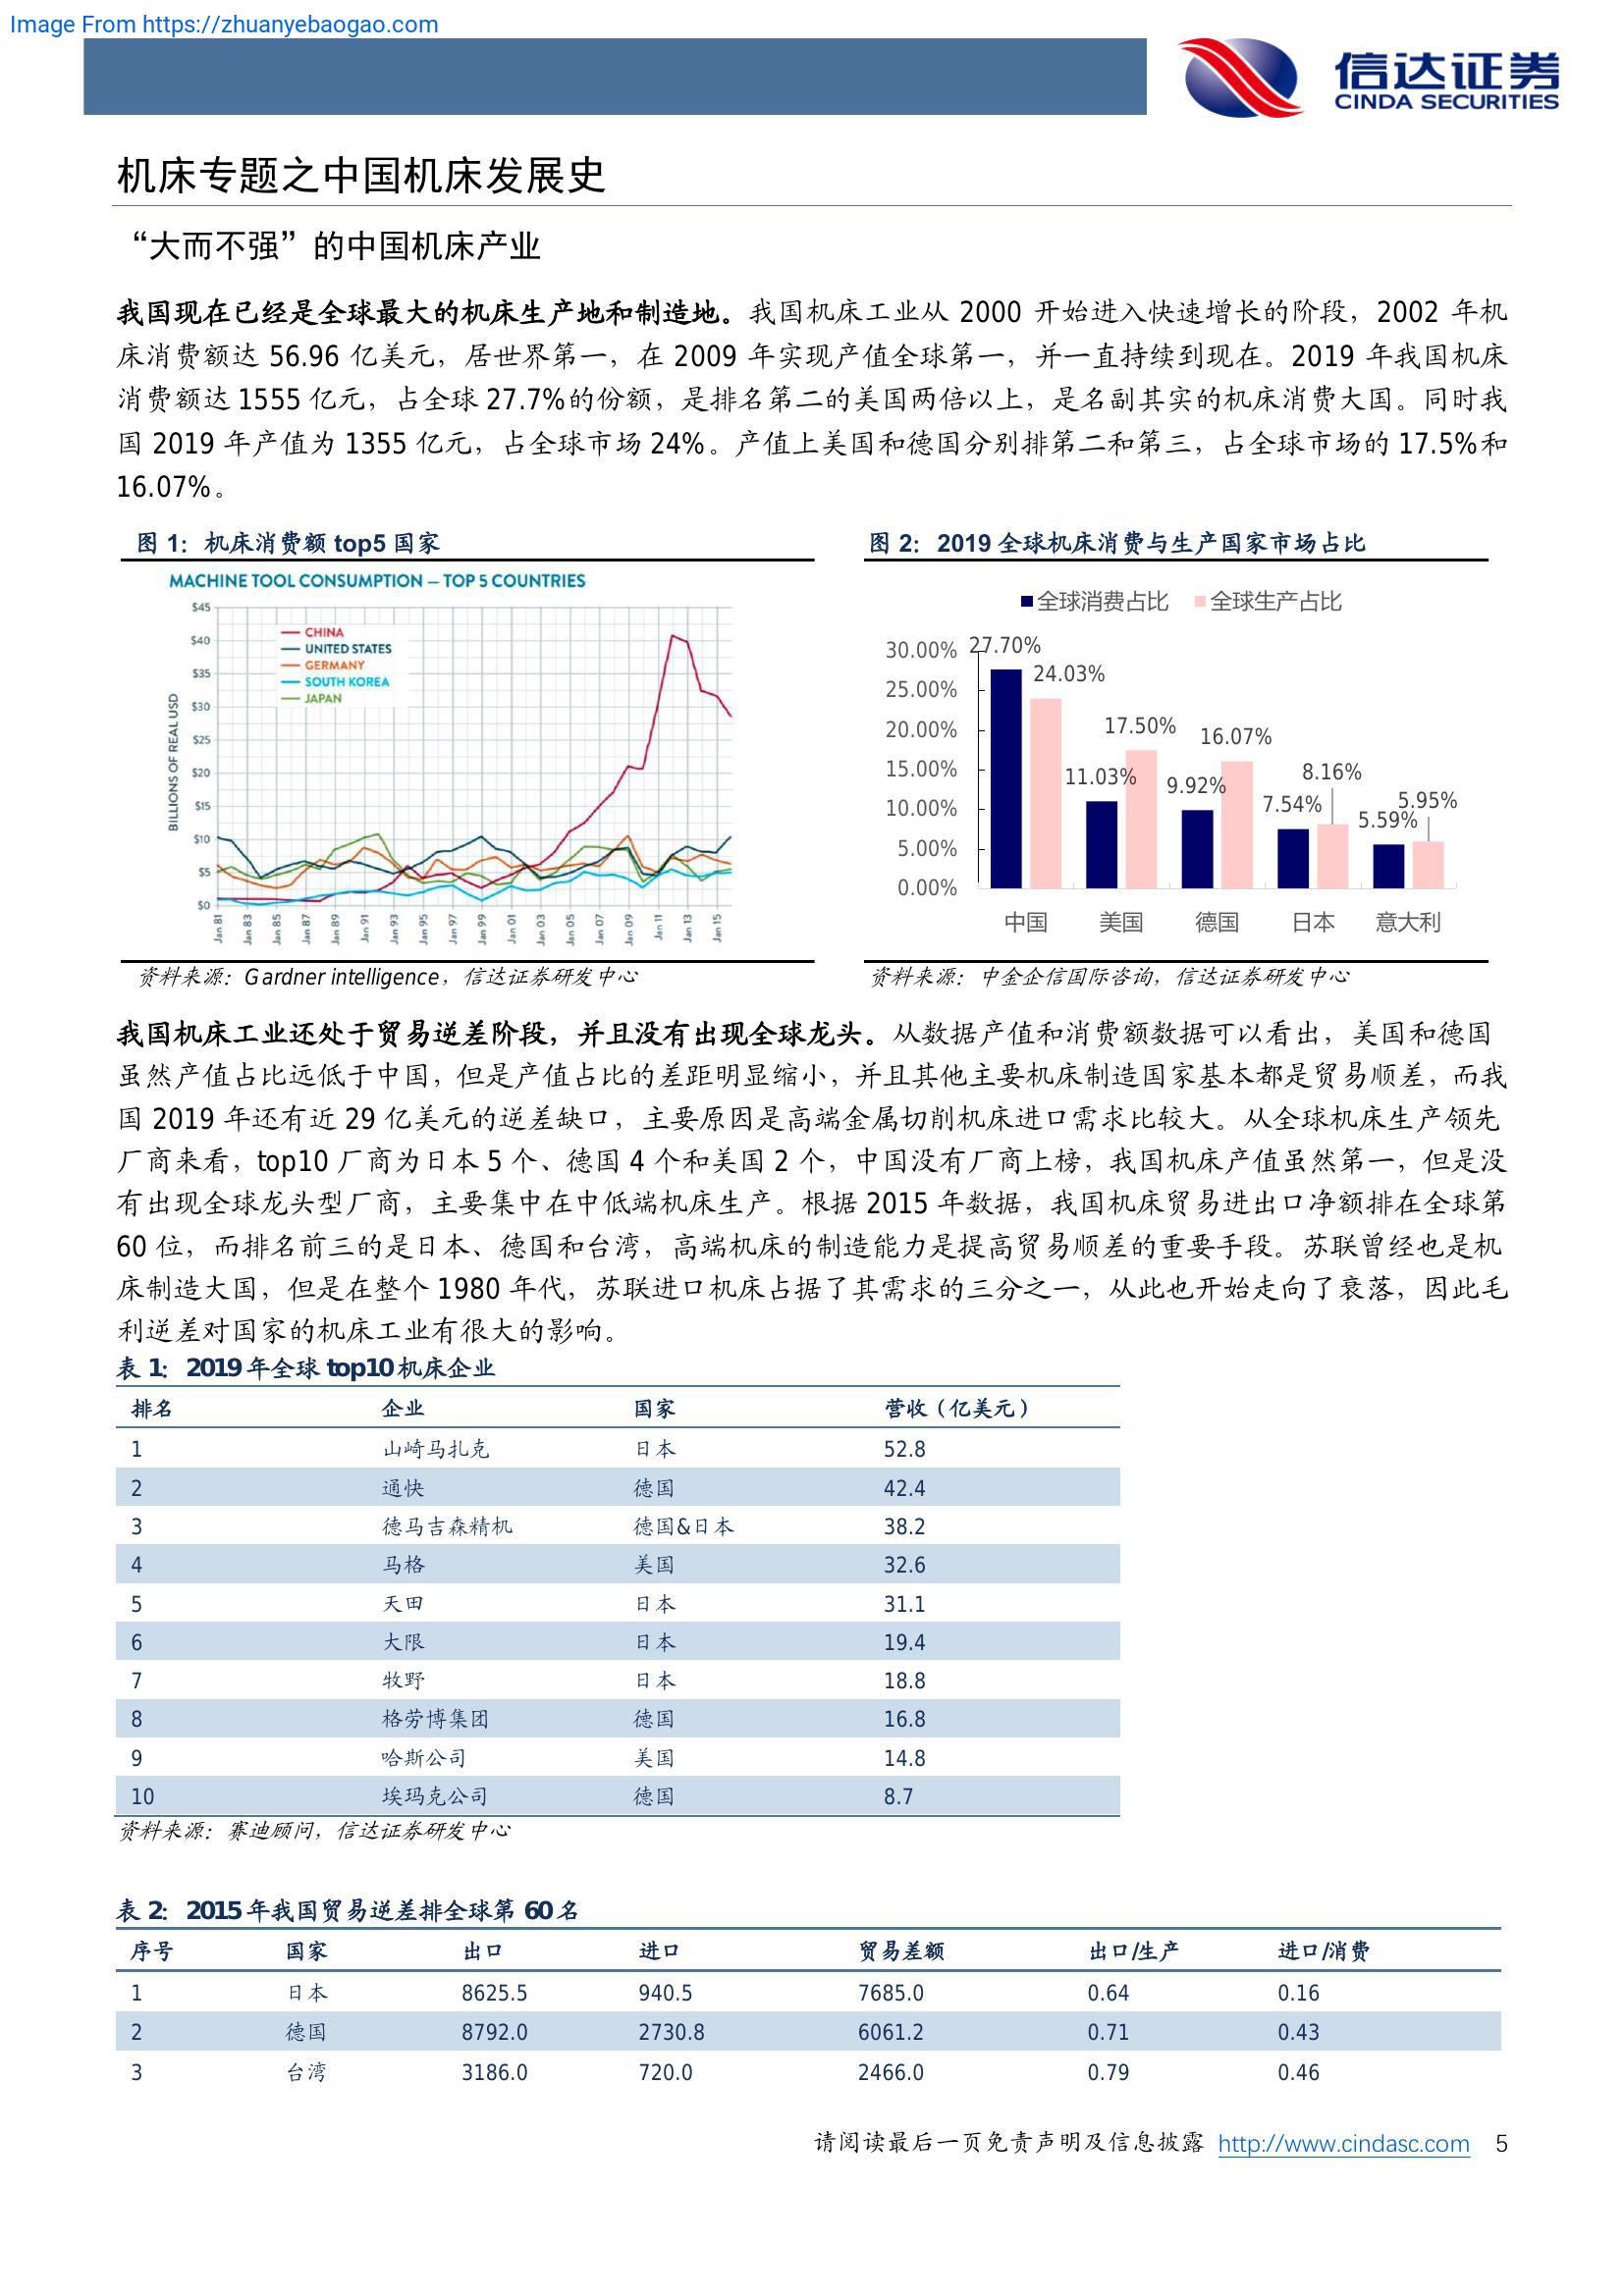 Image From https://zhuanyebaogao.com
信达证券
CINDA SECURITIES
机床专题之中国机床发展史
“大而不强”的中国机床产业
我国现在已经是全球最大的机床生产地和制造地。我国机床工业从 2000 开始进入快速增长的阶段，2002 年机
床消费额达 56.96 亿美元，居世界第一，在 2009 年实现产值全球第一，并一直持续到现在。2019 年我国机床
消费额达 1555 亿元，占全球 27.7%的份额，是排名第二的美国两倍以上，是名副其实的机床消费大国。同时我
国 2019 年产值为 1355 亿元，占全球市场 24%。产值上美国和德国分别排第二和第三，占全球市场的 17.5%和
16.07%。
图 1：机床消费额 top5 国家
MACHINE TOOL CONSUMPTION – TOP 5 COUNTRIES
BILLIONS OF REAL USD
$45
$40
$35
$30
$25
$20
$15
$10
$5
$0
CHINA
UNITED STATES
GERMANY
SOUTH KOREA
JAPAN
Jan 81
Jan 83
Jan 85
Jan 87
Jan 89
Jan 91
Jan 93
Jan 95
Jan 97
Jan 99
Jan 01
Jan 03
Jan 05
Jan 07
Jan 09
Jan 11
Jan 13
Jan 15
资料来源：Gardner intelligence，信达证券研发中心
图 2：2019 全球机床消费与生产国家市场占比
全球消费占比 全球生产占比
30.00%
25.00%
20.00%
15.00%
10.00%
5.00%
0.00%
27.70%
24.03%
11.03%
17.50%
9.92%
16.07%
7.54%
8.16%
5.59%
5.95%
中国 美国 德国 日本 意大利
资料来源：中金企信国际咨询，信达证券研发中心
我国机床工业还处于贸易逆差阶段，并且没有出现全球龙头。从数据产值和消费额数据可以看出，美国和德国
虽然产值占比远低于中国，但是产值占比的差距明显缩小，并且其他主要机床制造国家基本都是贸易顺差，而我
国 2019 年还有近 29 亿美元的逆差缺口，主要原因是高端金属切削机床进口需求比较大。从全球机床生产领先
厂商来看，top10 厂商为日本 5 个、德国 4 个和美国 2 个，中国没有厂商上榜，我国机床产值虽然第一，但是没
有出现全球龙头型厂商，主要集中在中低端机床生产。根据 2015 年数据，我国机床贸易进出口净额排在全球第
60 位，而排名前三的是日本、德国和台湾，高端机床的制造能力是提高贸易顺差的重要手段。苏联曾经也是机
床制造大国，但是在整个 1980 年代，苏联进口机床占据了其需求的三分之一，从此也开始走向了衰落，因此毛
利逆差对国家的机床工业有很大的影响。
表 1：2019 年全球 top10 机床企业
排名 企业 国家 营收（亿美元）
1 山崎马扎克 日本 52.8
2 通快 德国 42.4
3 德马吉森精机 德国&日本 38.2
4 马格 美国 32.6
5 天田 日本 31.1
6 大限 日本 19.4
7 牧野 日本 18.8
8 格劳博集团 德国 16.8
9 哈斯公司 美国 14.8
10 埃玛克公司 德国 8.7
资料来源：赛迪顾问，信达证券研发中心
表 2：2015 年我国贸易逆差排全球第 60 名
序号 国家 出口 进口 贸易差额 出口/生产 进口/消费
1 日本 8625.5 940.5 7685.0 0.64 0.16
2 德国 8792.0 2730.8 6061.2 0.71 0.43
3 台湾 3186.0 720.0 2466.0 0.79 0.46
请阅读最后一页免责声明及信息披露 http://www.cindasc.com 5